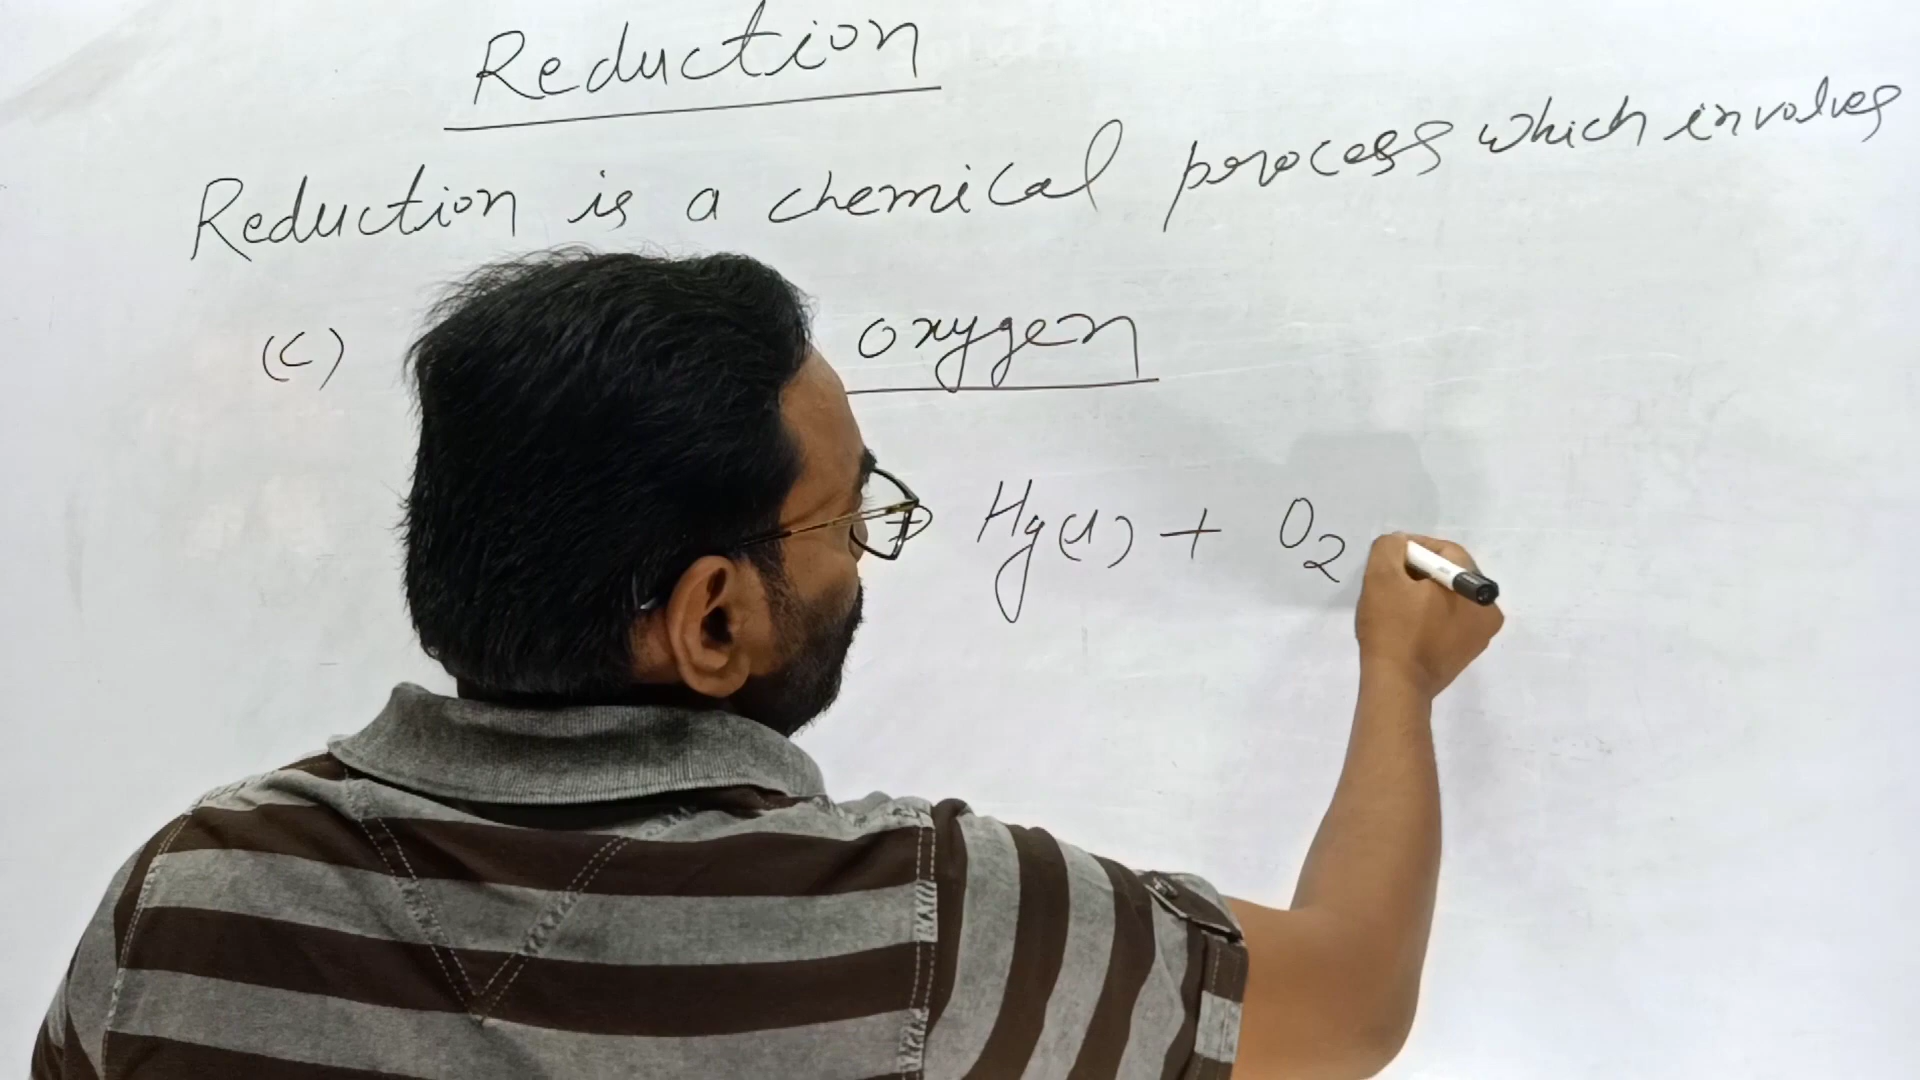 Reduction
Reduction is a chemical process which involves
(c) oxygen
Hg(l) + O2